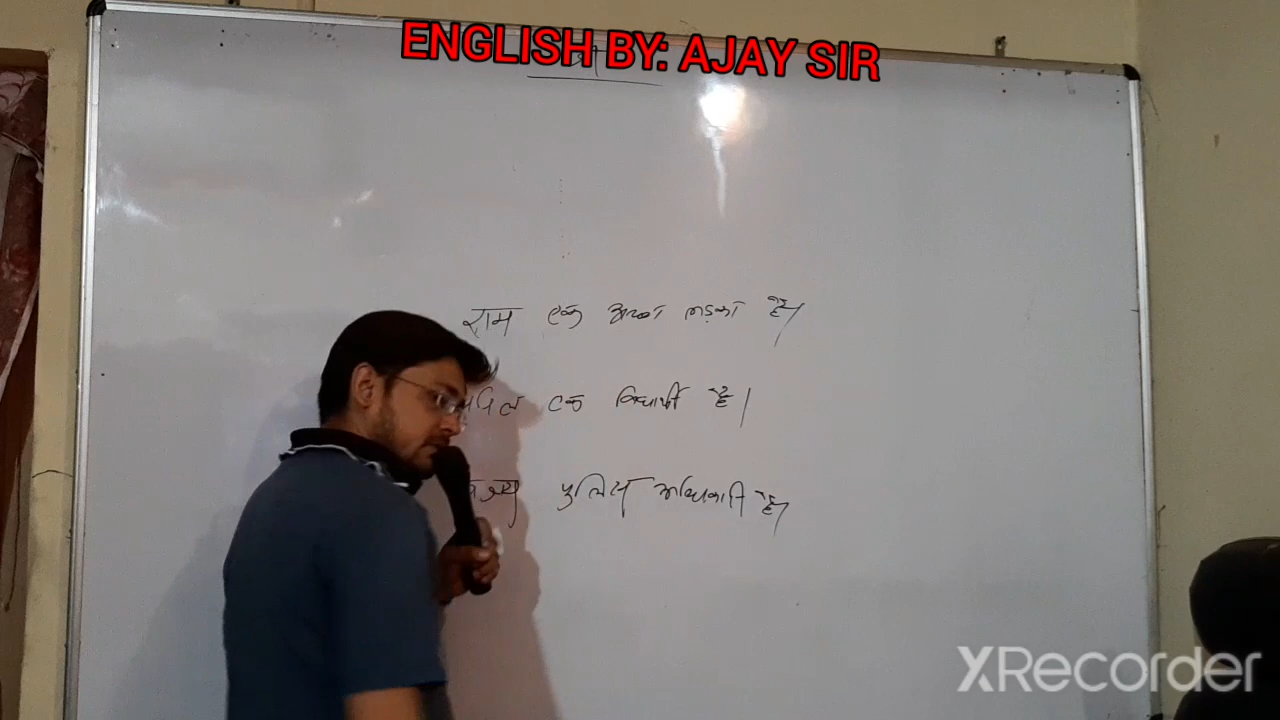 ENGLISH BY: AJAY SIR
राम एक अच्छा लड़का है।
एक विद्यार्थी है।
पुलिस अधिकारी है।
XRecorder